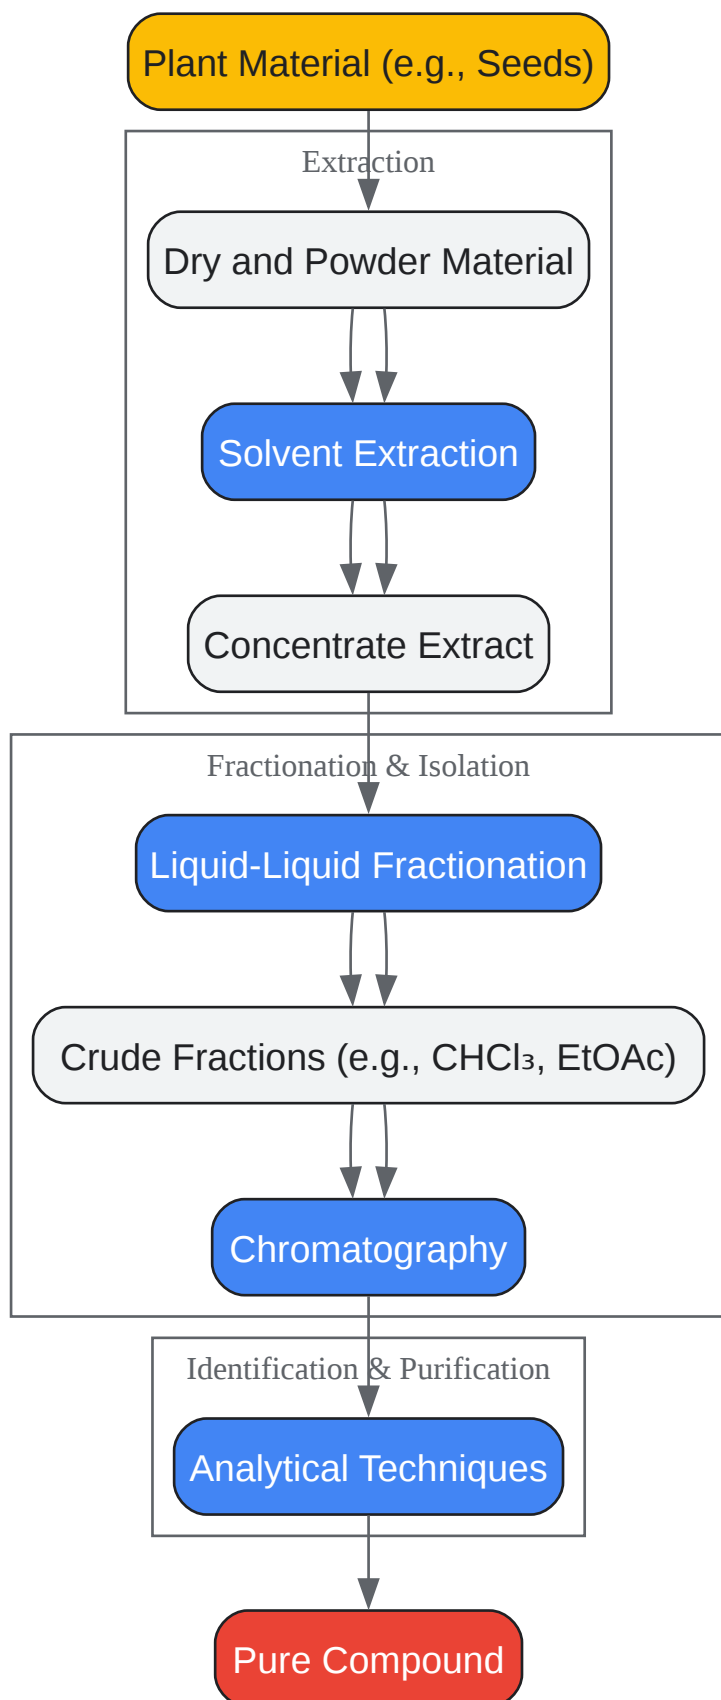 Plant Material (e.g., Seeds)
Extraction
Dry and Powder Material
Solvent Extraction
Concentrate Extract
Fractionation & Isolation
Liquid-Liquid Fractionation
Crude Fractions (e.g., CHCl₃, EtOAc)
Chromatography
Identification & Purification
Analytical Techniques
Pure Compound